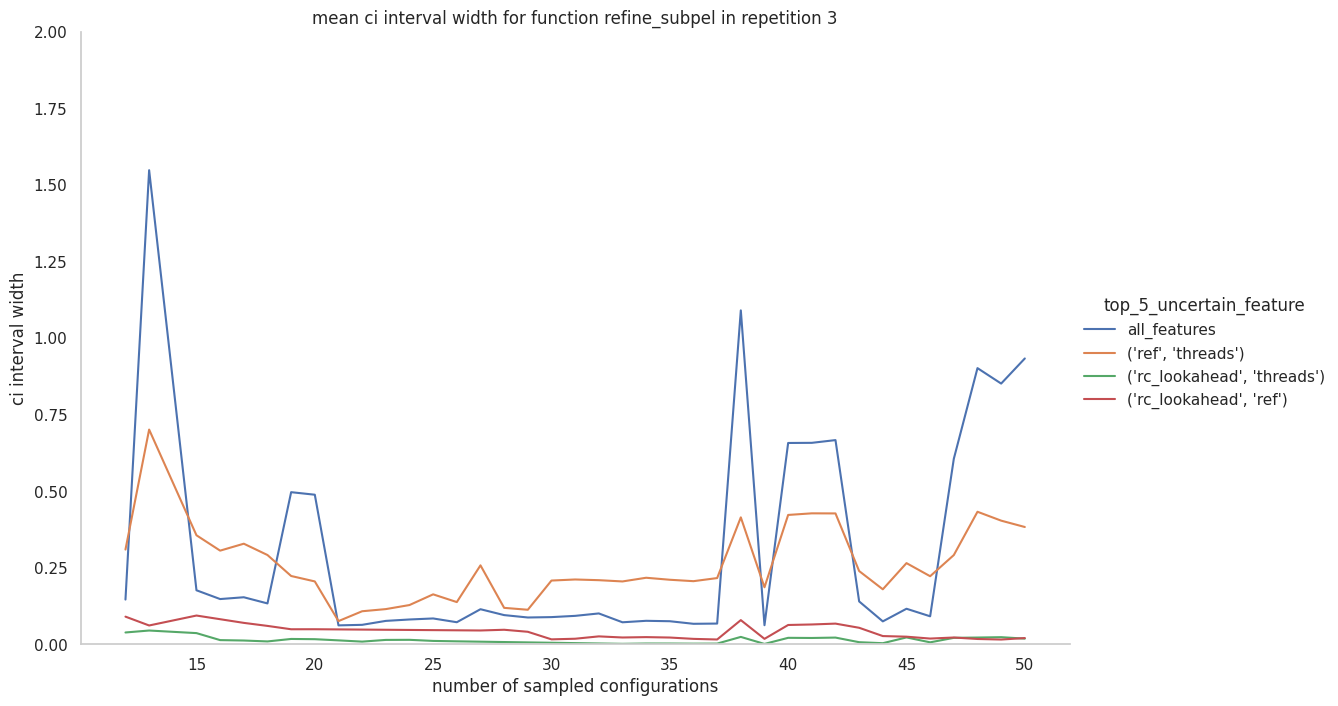 mean ci interval width for function refine_subpel in repetition 3
2.00
1.75
1.50
1.25
1.00
0.75
0.50
0.25
0.00
ci interval width
15 20 25 30 35 40 45 50
number of sampled configurations
top_5_uncertain_feature
all_features
('ref', 'threads')
('rc_lookahead', 'threads')
('rc_lookahead', 'ref')